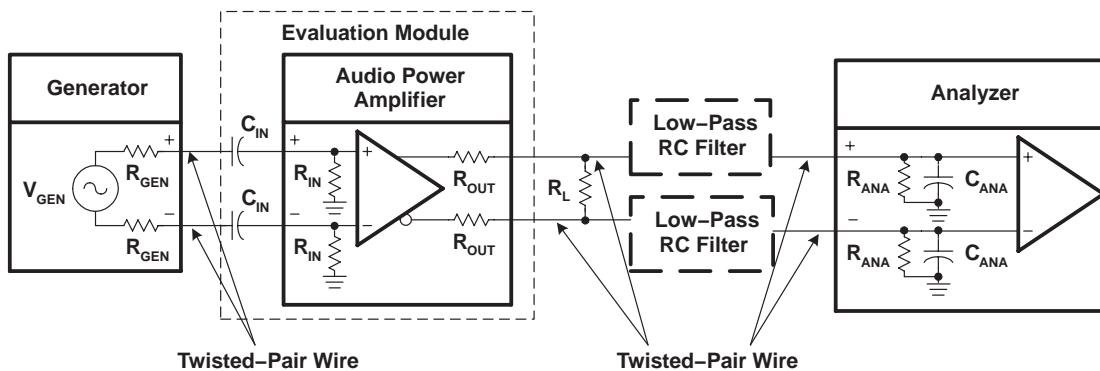 Evaluation Module
Generator
Audio Power
Amplifier
Analyzer
Low−Pass
RC Filter
Low−Pass
RC Filter
V_GEN
R_GEN
R_GEN
+
−
C_IN
C_IN
+
−
R_IN
R_IN
+
−
R_OUT
R_OUT
R_L
+
−
R_ANA
C_ANA
R_ANA
C_ANA
+
−
Twisted−Pair Wire
Twisted−Pair Wire